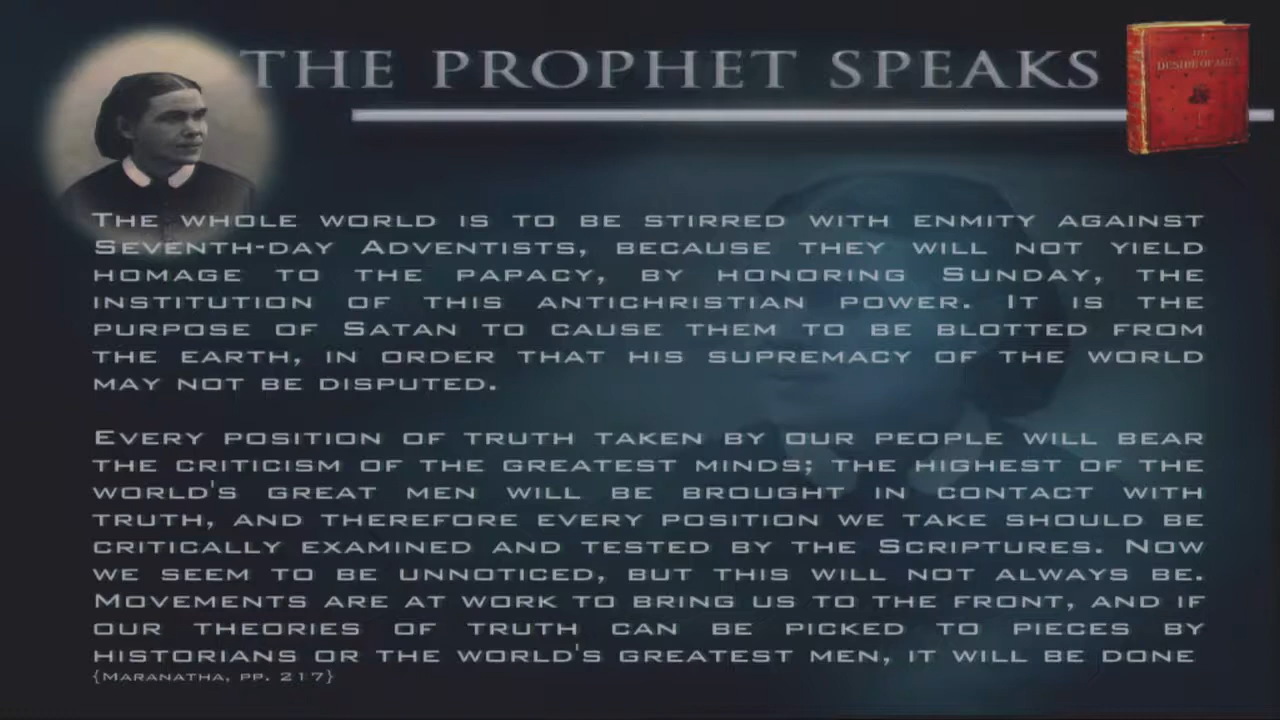 THE PROPHET SPEAKS
THE
DESIRE OF AGES
The whole world is to be stirred with enmity against
Seventh-day Adventists, because they will not yield
homage to the papacy, by honoring Sunday, the
institution of this antichristian power. It is the
purpose of Satan to cause them to be blotted from
the earth, in order that his supremacy of the world
may not be disputed.
Every position of truth taken by our people will bear
the criticism of the greatest minds; the highest of the
world's great men will be brought in contact with
truth, and therefore every position we take should be
critically examined and tested by the Scriptures. Now
we seem to be unnoticed, but this will not always be.
Movements are at work to bring us to the front, and if
our theories of truth can be picked to pieces by
historians or the world's greatest men, it will be done
{Maranatha, pp. 217}